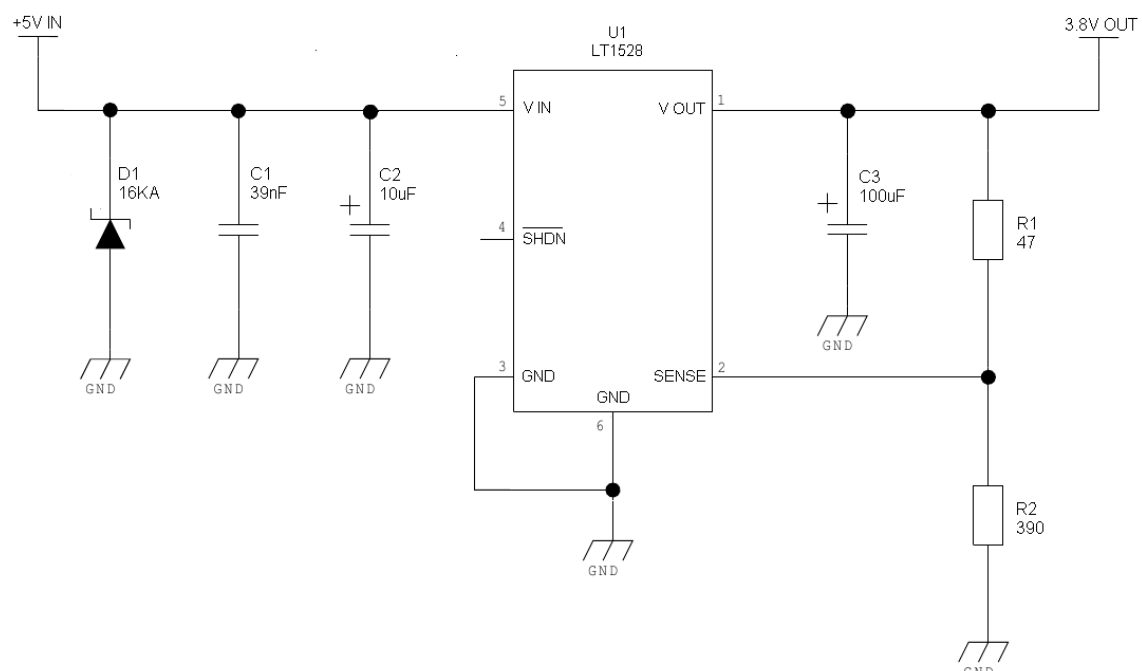 +5V IN
3.8V OUT
U1
LT1528
5
V IN
V OUT
1
D1
16KA
C1
39nF
C2
10uF
+
C3
100uF
+
R1
47
4
SHDN
3
GND
SENSE
2
GND
6
GND
GND
GND
GND
R2
390
GND
GND